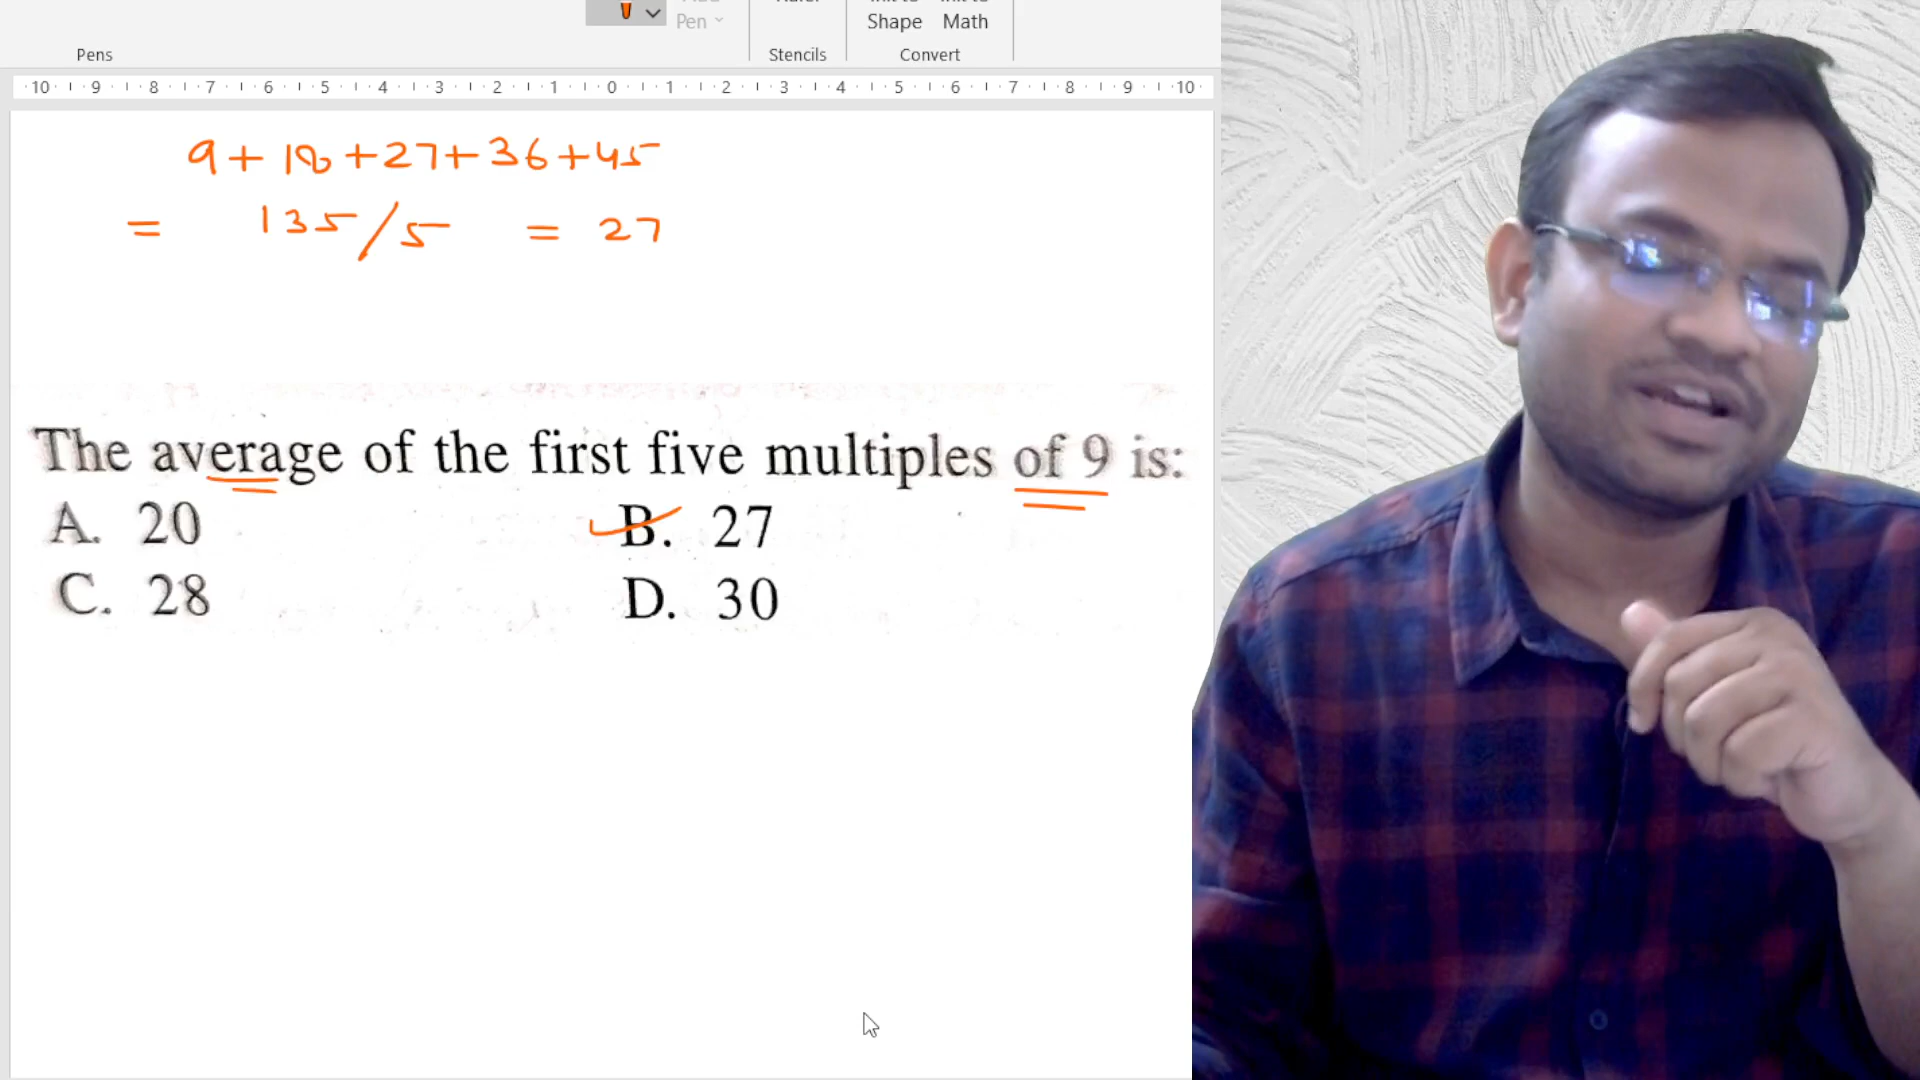 Pen
Shape Math
Pens Stencils Convert
10 9 8 7 6 5 4 3 2 1 0 1 2 3 4 5 6 7 8 9 10
9 + 18 + 27 + 36 + 45
= 135/5 = 27
The average of the first five multiples of 9 is:
A. 20 B. 27
C. 28 D. 30